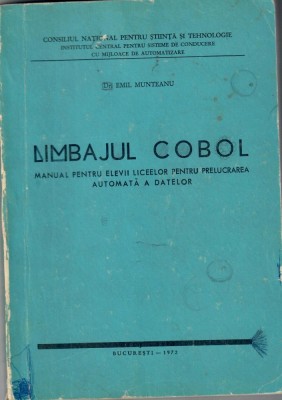 CONSILIUL NAȚIONAL PENTRU ȘTIINȚĂ ȘI TEHNOLOGIE
INSTITUTUL CENTRAL PENTRU SISTEME DE CONDUCERE
CU MIJLOACE DE AUTOMATIZARE
Dr. EMIL MUNTEANU
LIMBAJUL COBOL
MANUAL PENTRU ELEVII LICEELOR PENTRU PRELUCRAREA
AUTOMATĂ A DATELOR
BUCUREȘTI — 1973